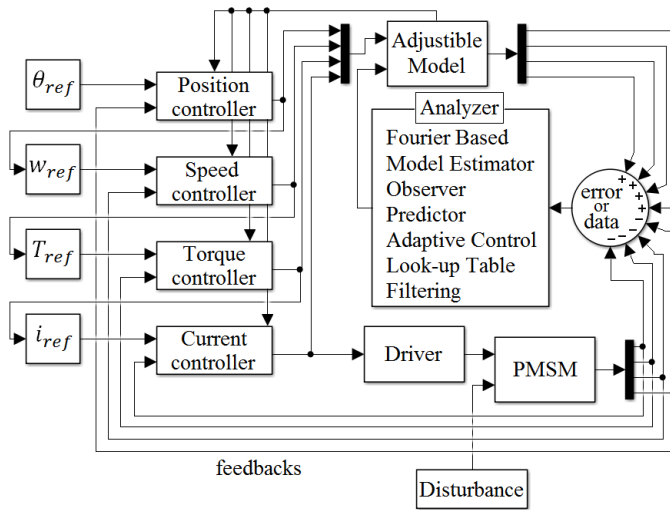 θref
Position
controller
Adjustible
Model
Analyzer
Fourier Based
Model Estimator
Observer
Predictor
Adaptive Control
Look-up Table
Filtering
wref
Speed
controller
+
+
+
+
error
or
data
−
−
−
−
Tref
Torque
controller
iref
Current
controller
Driver
PMSM
feedbacks
Disturbance